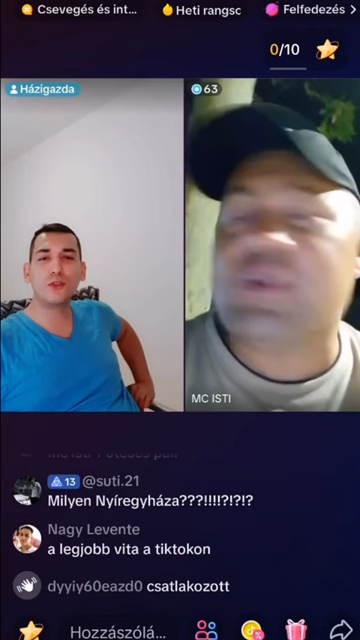 Csevegés és int...
Heti rangsc
Felfedezés
0/10
Házigazda
63
MC ISTI
13 @suti.21
Milyen Nyíregyháza???!!!!?!?!?
Nagy Levente
a legjobb vita a tiktokon
dyyiy60eazd0 csatlakozott
Hozzászólá...